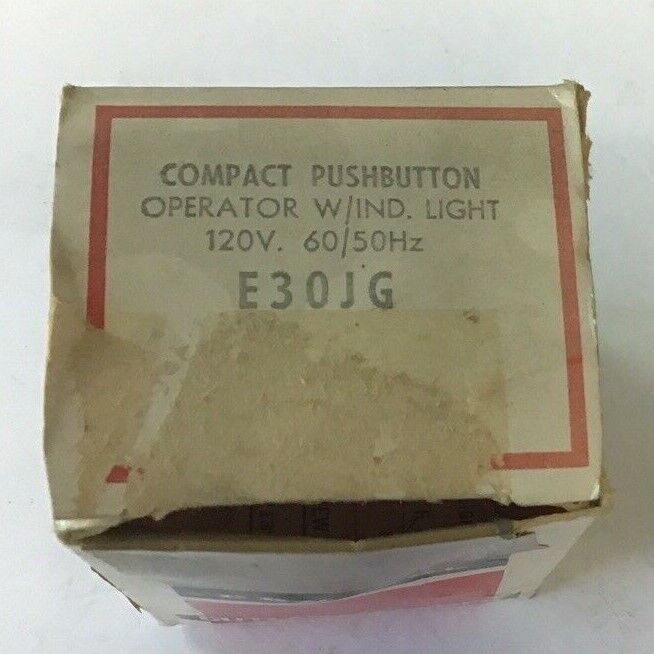 COMPACT PUSHBUTTON
OPERATOR W/IND. LIGHT
120V. 60/50Hz
E30JG